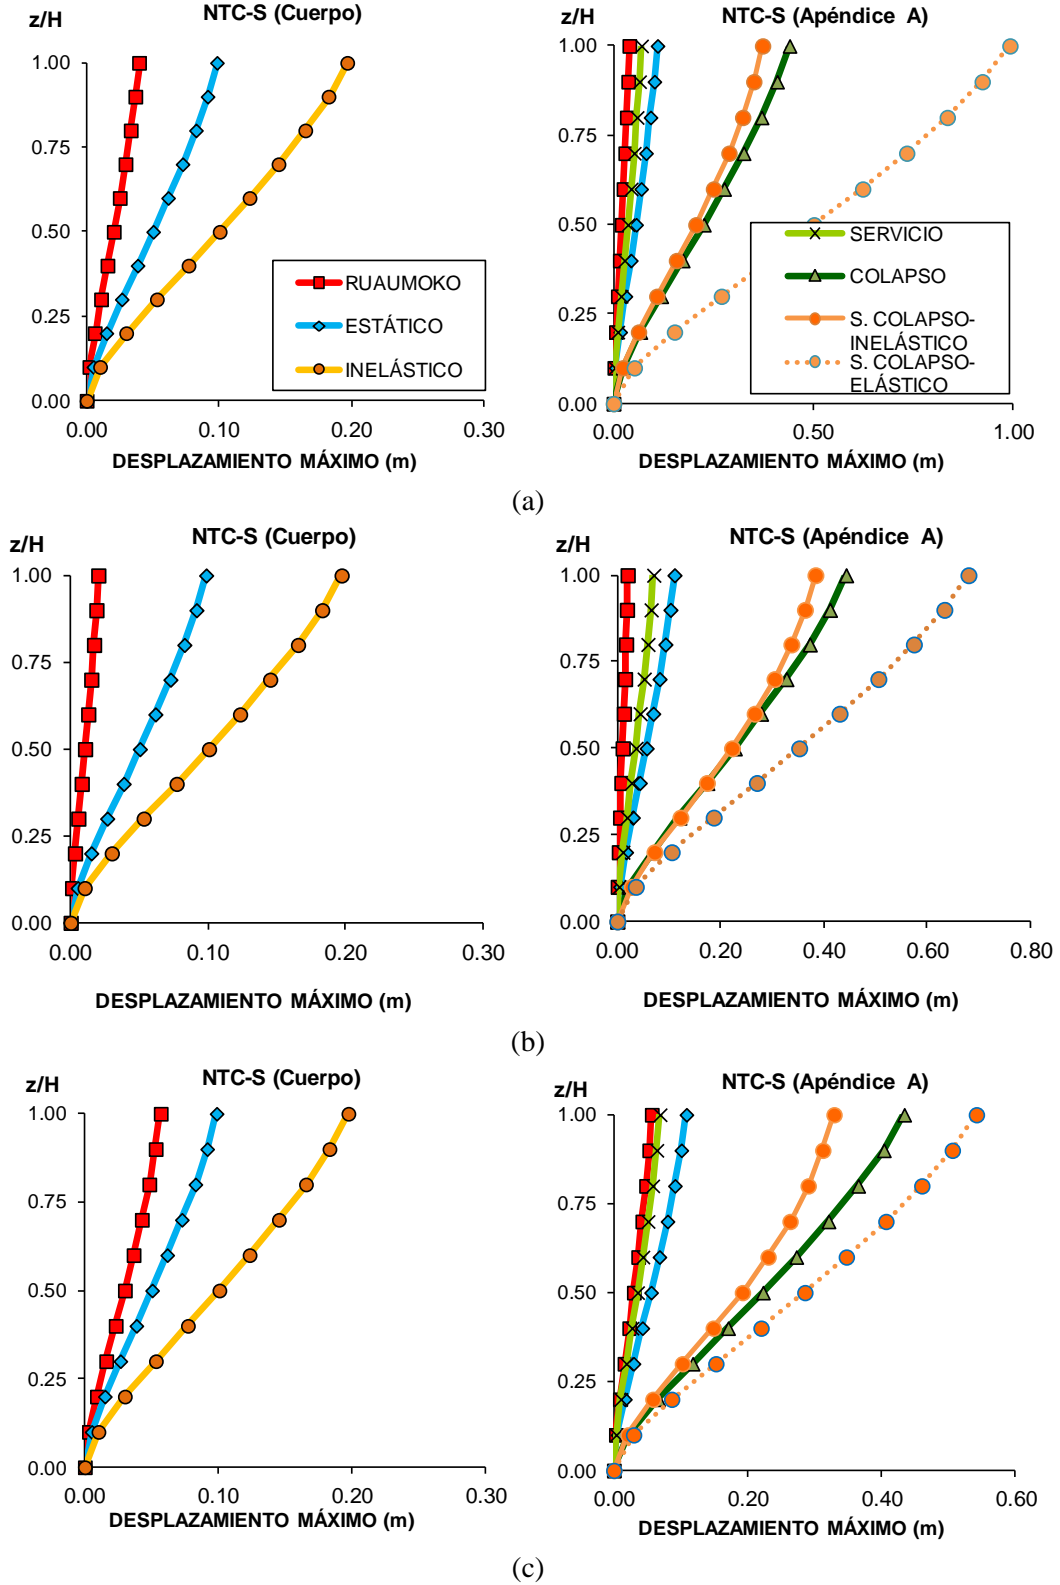 z/H
NTC-S (Cuerpo)
1.00
0.75
0.50
0.25
0.00
0.00 0.10 0.20 0.30
RUAUMOKO
ESTÁTICO
INELÁSTICO
DESPLAZAMIENTO MÁXIMO (m)
z/H
NTC-S (Apéndice A)
1.00
0.75
0.50
0.25
0.00
0.00 0.50 1.00
SERVICIO
COLAPSO
S. COLAPSO-
INELÁSTICO
S. COLAPSO-
ELÁSTICO
DESPLAZAMIENTO MÁXIMO (m)
(a)
z/H
NTC-S (Cuerpo)
1.00
0.75
0.50
0.25
0.00
0.00 0.10 0.20 0.30
DESPLAZAMIENTO MÁXIMO (m)
z/H
NTC-S (Apéndice A)
1.00
0.75
0.50
0.25
0.00
0.00 0.20 0.40 0.60 0.80
DESPLAZAMIENTO MÁXIMO (m)
(b)
z/H
NTC-S (Cuerpo)
1.00
0.75
0.50
0.25
0.00
0.00 0.10 0.20 0.30
DESPLAZAMIENTO MÁXIMO (m)
z/H
NTC-S (Apéndice A)
1.00
0.75
0.50
0.25
0.00
0.00 0.20 0.40 0.60
DESPLAZAMIENTO MÁXIMO (m)
(c)